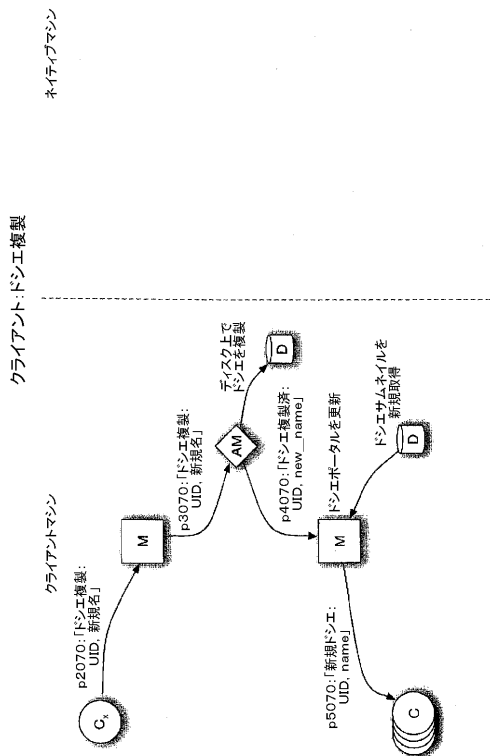 クライアント:ドシエ複製
クライアントマシン
ネイティブマシン
Cx
p2070:「ドシエ複製:
UID, 新規名」
M
p3070:「ドシエ複製:
UID, 新規名」
AM
ディスク上で
ドシエを複製
D
p4070:「ドシエ複製済:
UID, new__name」
ドシエポータルを更新
M
ドシエサムネイルを
新規取得
D
p5070:「新規ドシエ:
UID, name」
C